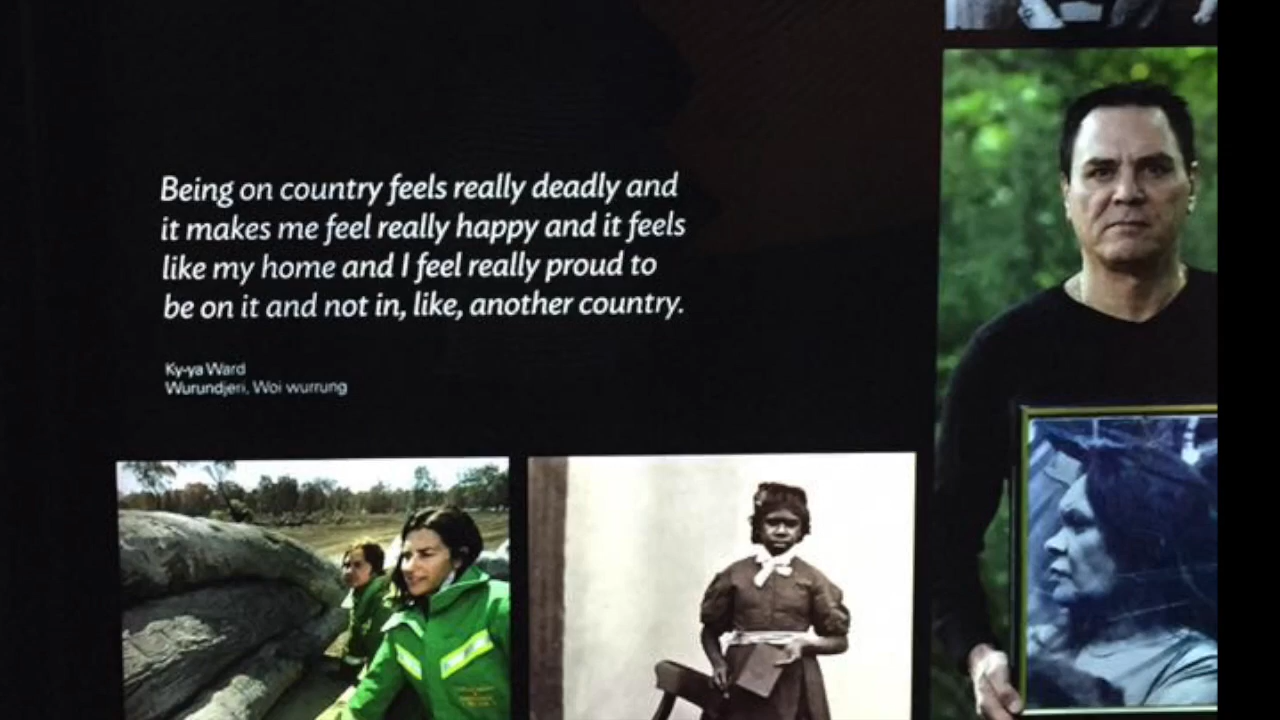 Being on country feels really deadly and
it makes me feel really happy and it feels
like my home and I feel really proud to
be on it and not in, like, another country.
Ky-ya Ward
Wurundjeri, Woi wurrung